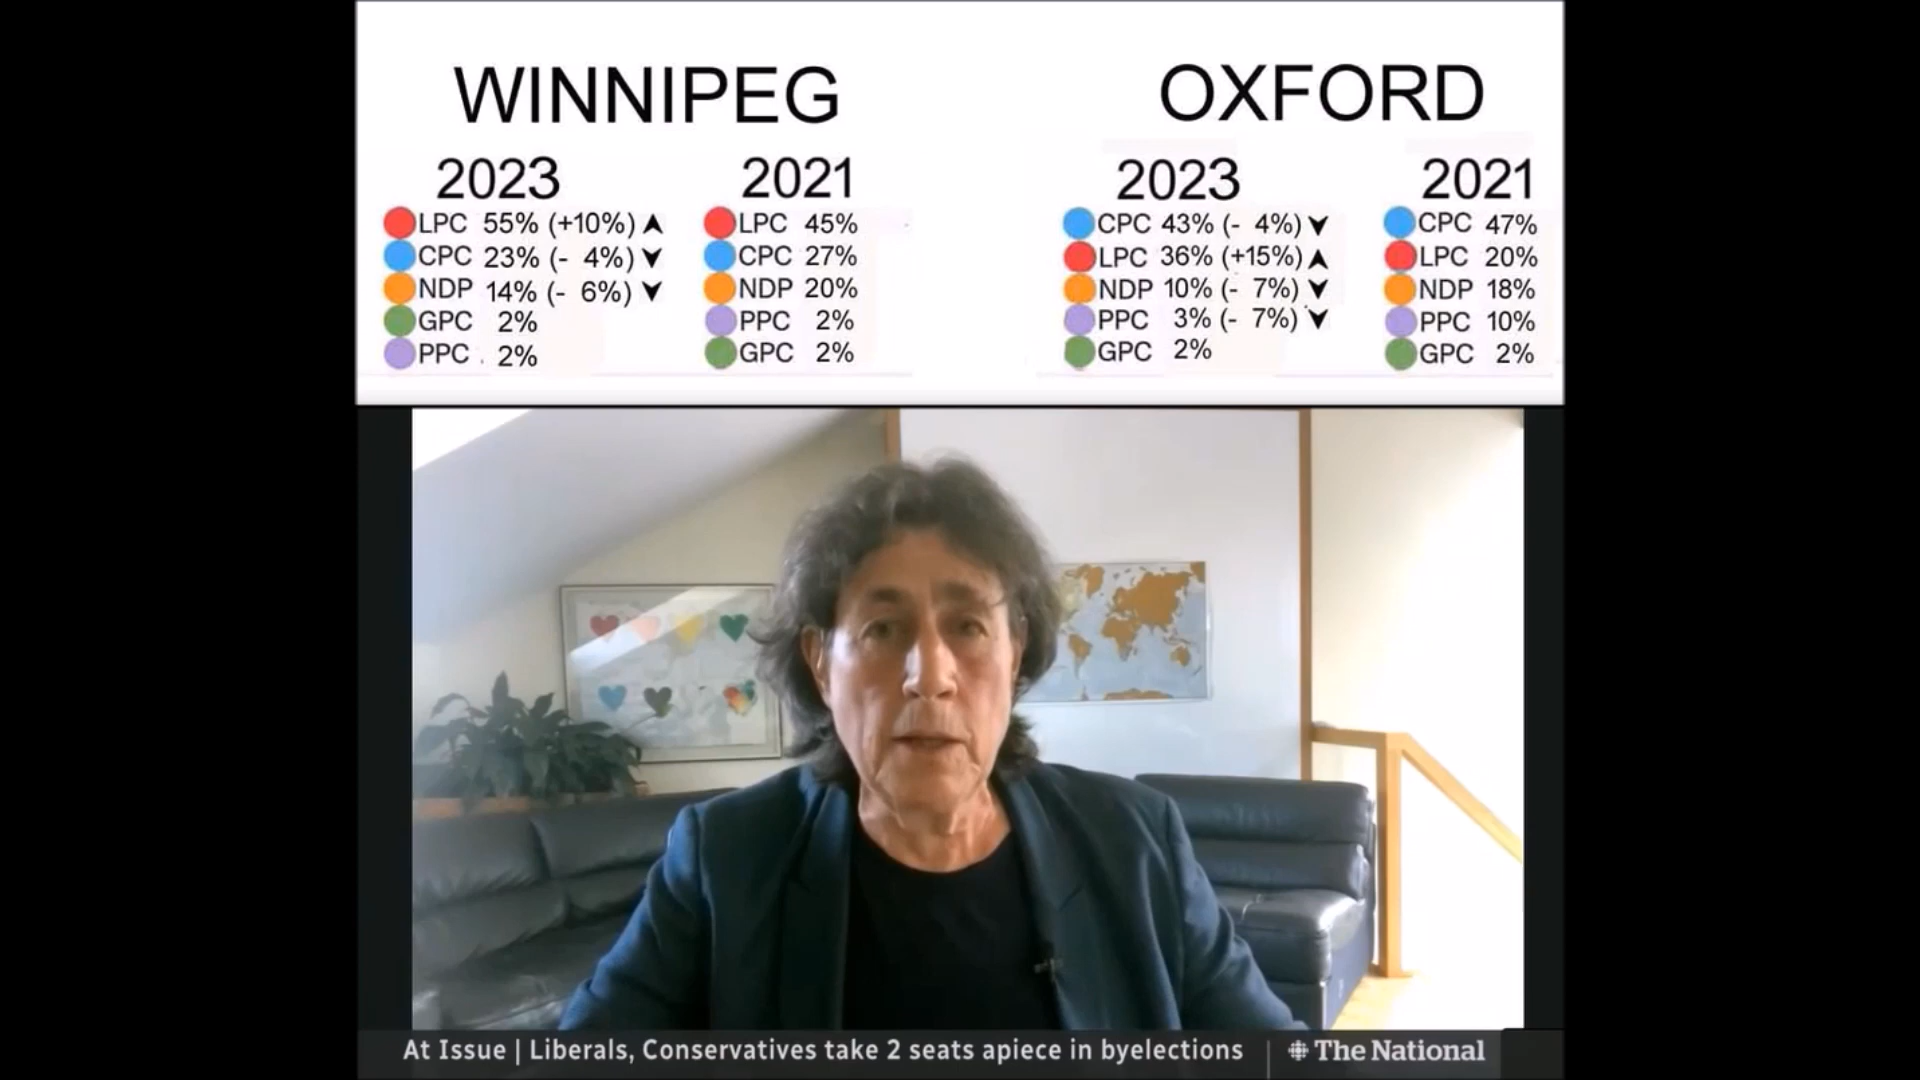 WINNIPEG
2023
LPC 55% (+10%)
CPC 23% (- 4%)
NDP 14% (- 6%)
GPC 2%
PPC . 2%
2021
LPC 45%
CPC 27%
NDP 20%
PPC 2%
GPC 2%
OXFORD
2023
CPC 43% (- 4%)
LPC 36% (+15%)
NDP 10% (- 7%)
PPC 3% (- 7%)
GPC 2%
2021
CPC 47%
LPC 20%
NDP 18%
PPC 10%
GPC 2%
At Issue | Liberals, Conservatives take 2 seats apiece in byelections
The National